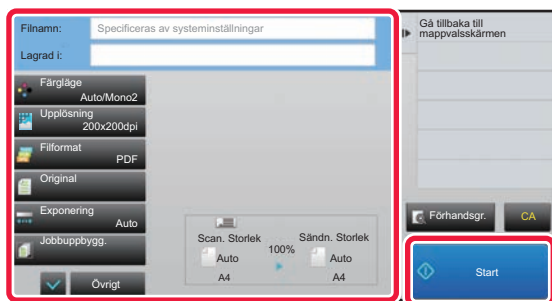 Filnamn:
Specificeras av systeminställningar
Lagrad i:
Färgläge
Auto/Mono2
Upplösning
200x200dpi
Filformat
PDF
Original
Exponering
Auto
Jobbuppbygg.
Övrigt
Scan. Storlek
Auto
A4
100%
Sändn. Storlek
Auto
A4
Gå tillbaka till
mappvalsskärmen
Förhandsgr.
CA
Start